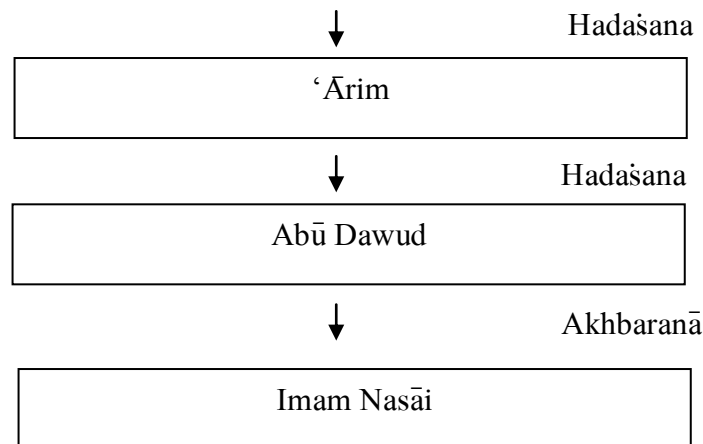 Hadaṡana
‘Ārim
Hadaṡana
Abū Dawud
Akhbaranā
Imam Nasāi